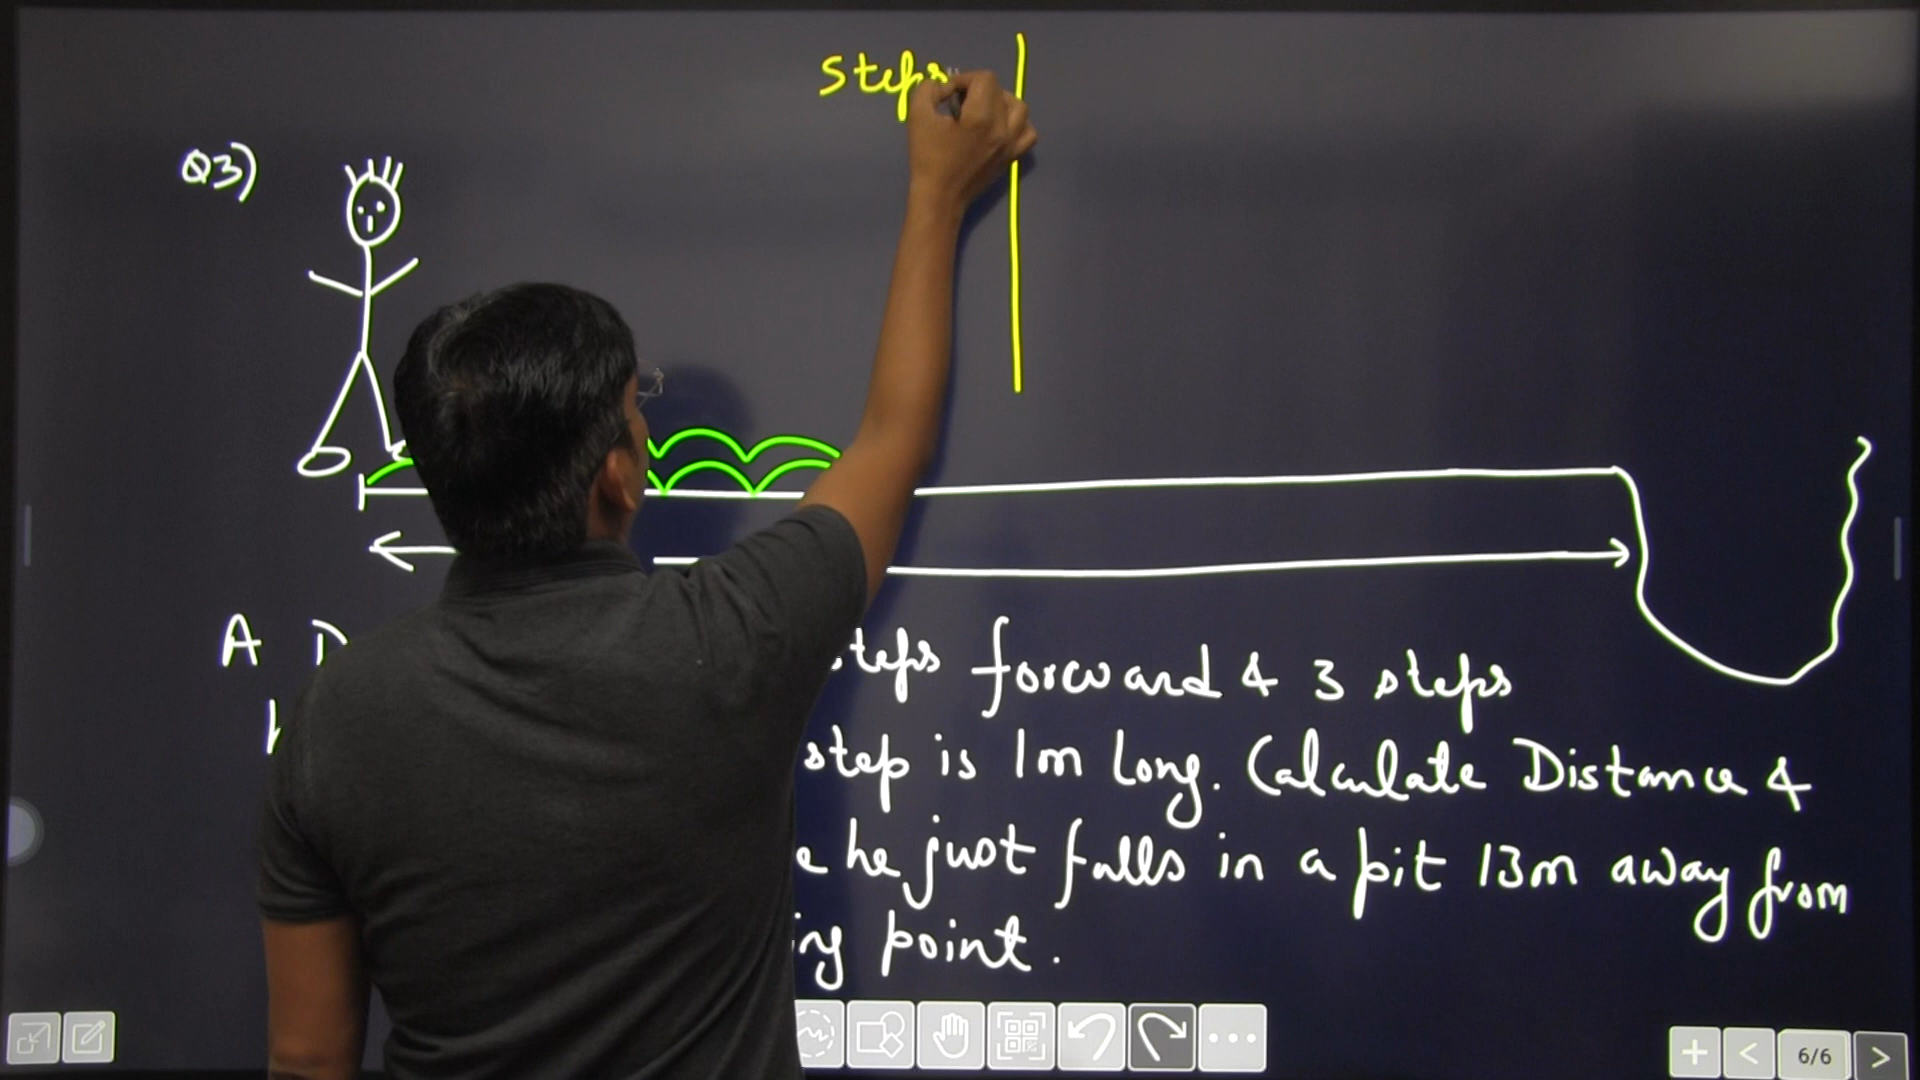 Steps
Q3)
A
steps forward & 3 steps
step is 1m long. Calculate Distance &
he just falls in a pit 13m away from
point.
6/6